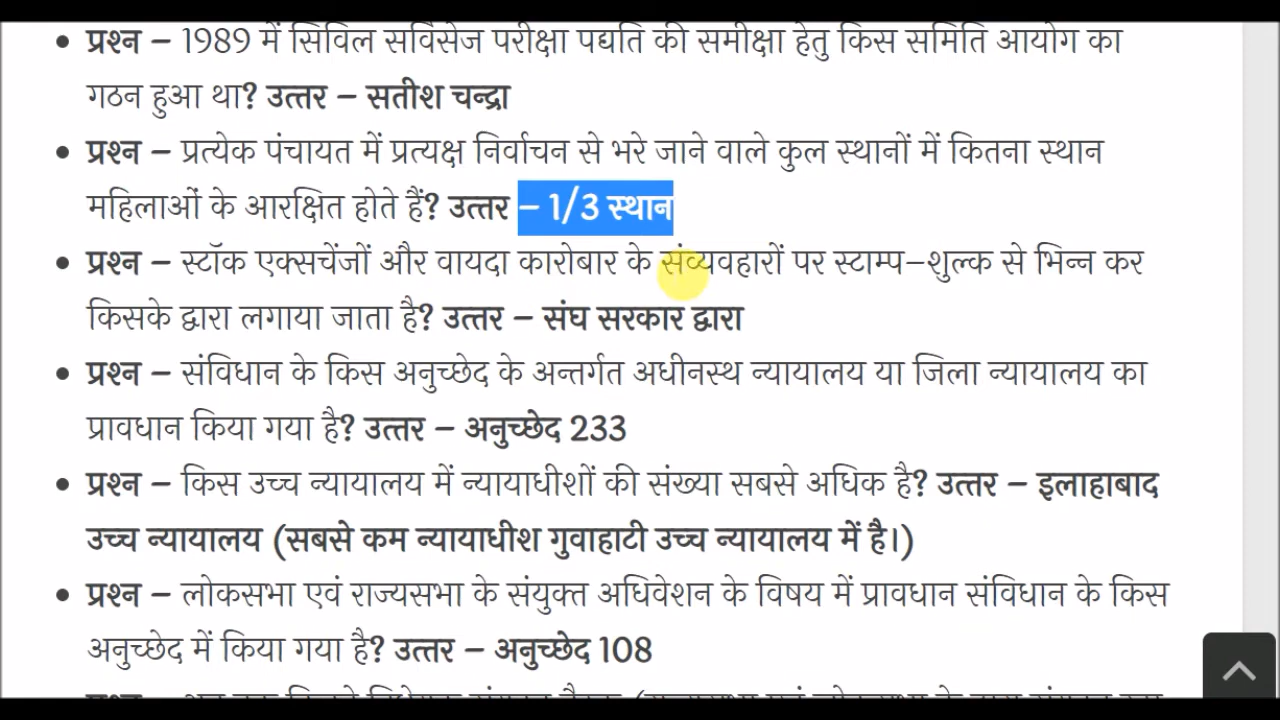 • प्रश्न – 1989 में सिविल सर्विसेज परीक्षा पद्यति की समीक्षा हेतु किस समिति आयोग का
गठन हुआ था? उत्तर – सतीश चन्द्रा
• प्रश्न – प्रत्येक पंचायत में प्रत्यक्ष निर्वाचन से भरे जाने वाले कुल स्थानों में कितना स्थान
महिलाओं के आरक्षित होते हैं? उत्तर – 1/3 स्थान
• प्रश्न – स्टॉक एक्सचेंजों और वायदा कारोबार के संव्यवहारों पर स्टाम्प–शुल्क से भिन्न कर
किसके द्वारा लगाया जाता है? उत्तर – संघ सरकार द्वारा
• प्रश्न – संविधान के किस अनुच्छेद के अन्तर्गत अधीनस्थ न्यायालय या जिला न्यायालय का
प्रावधान किया गया है? उत्तर – अनुच्छेद 233
• प्रश्न – किस उच्च न्यायालय में न्यायाधीशों की संख्या सबसे अधिक है? उत्तर – इलाहाबाद
उच्च न्यायालय (सबसे कम न्यायाधीश गुवाहाटी उच्च न्यायालय में है।)
• प्रश्न – लोकसभा एवं राज्यसभा के संयुक्त अधिवेशन के विषय में प्रावधान संविधान के किस
अनुच्छेद में किया गया है? उत्तर – अनुच्छेद 108